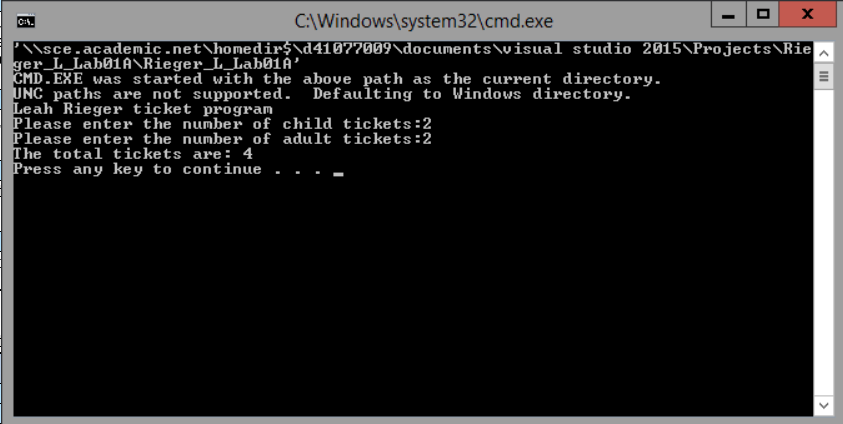 C:\Windows\system32\cmd.exe
'\\sce.academic.net\homedir$\d41077009\documents\visual studio 2015\Projects\Rie
ger_L_Lab01A\Rieger_L_Lab01A'
CMD.EXE was started with the above path as the current directory.
UNC paths are not supported.  Defaulting to Windows directory.
Leah Rieger ticket program
Please enter the number of child tickets:2
Please enter the number of adult tickets:2
The total tickets are: 4
Press any key to continue . . . _